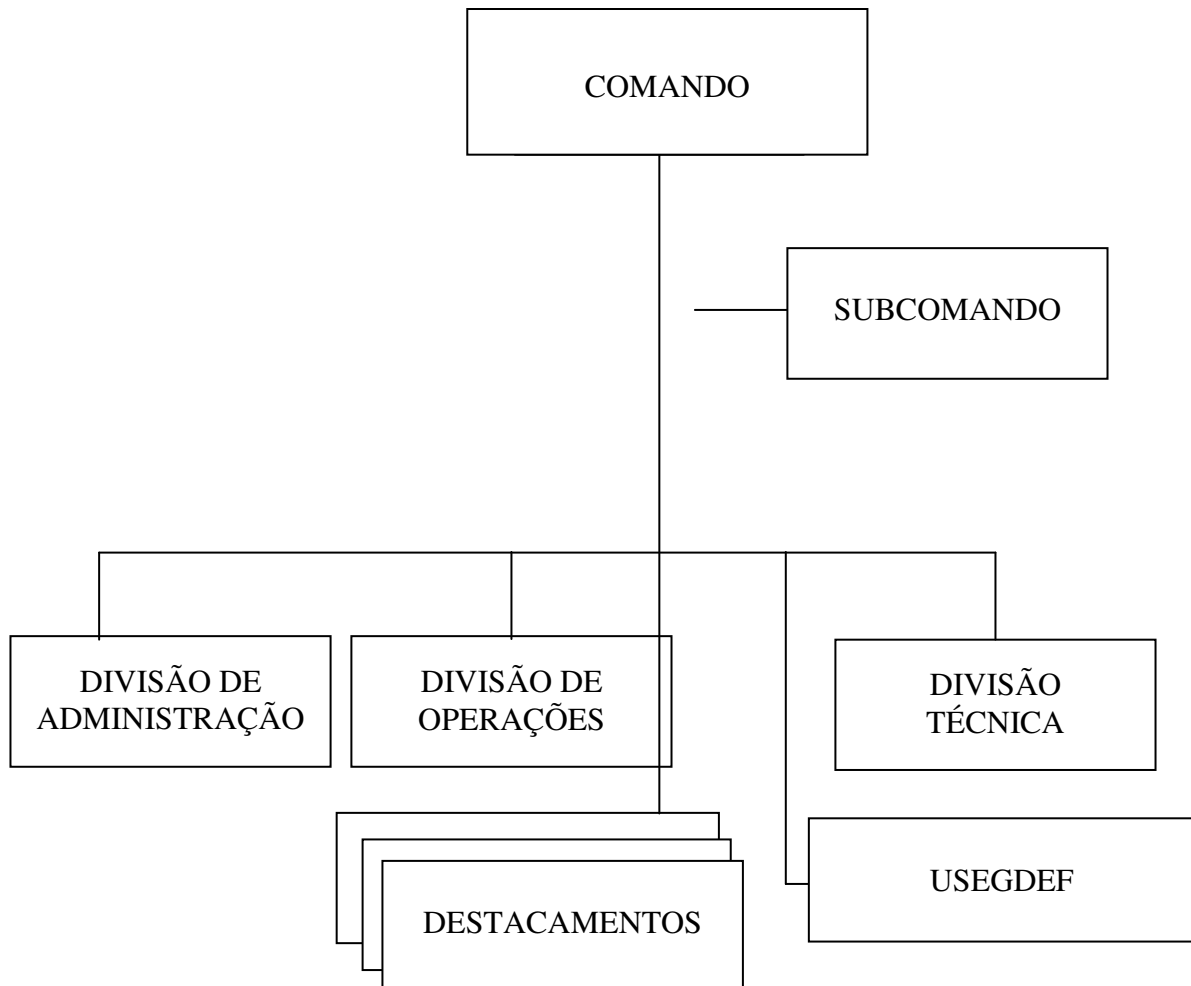 COMANDO
SUBCOMANDO
DIVISÃO DE
ADMINISTRAÇÃO
DIVISÃO DE
OPERAÇÕES
DIVISÃO
TÉCNICA
USEGDEF
DESTACAMENTOS